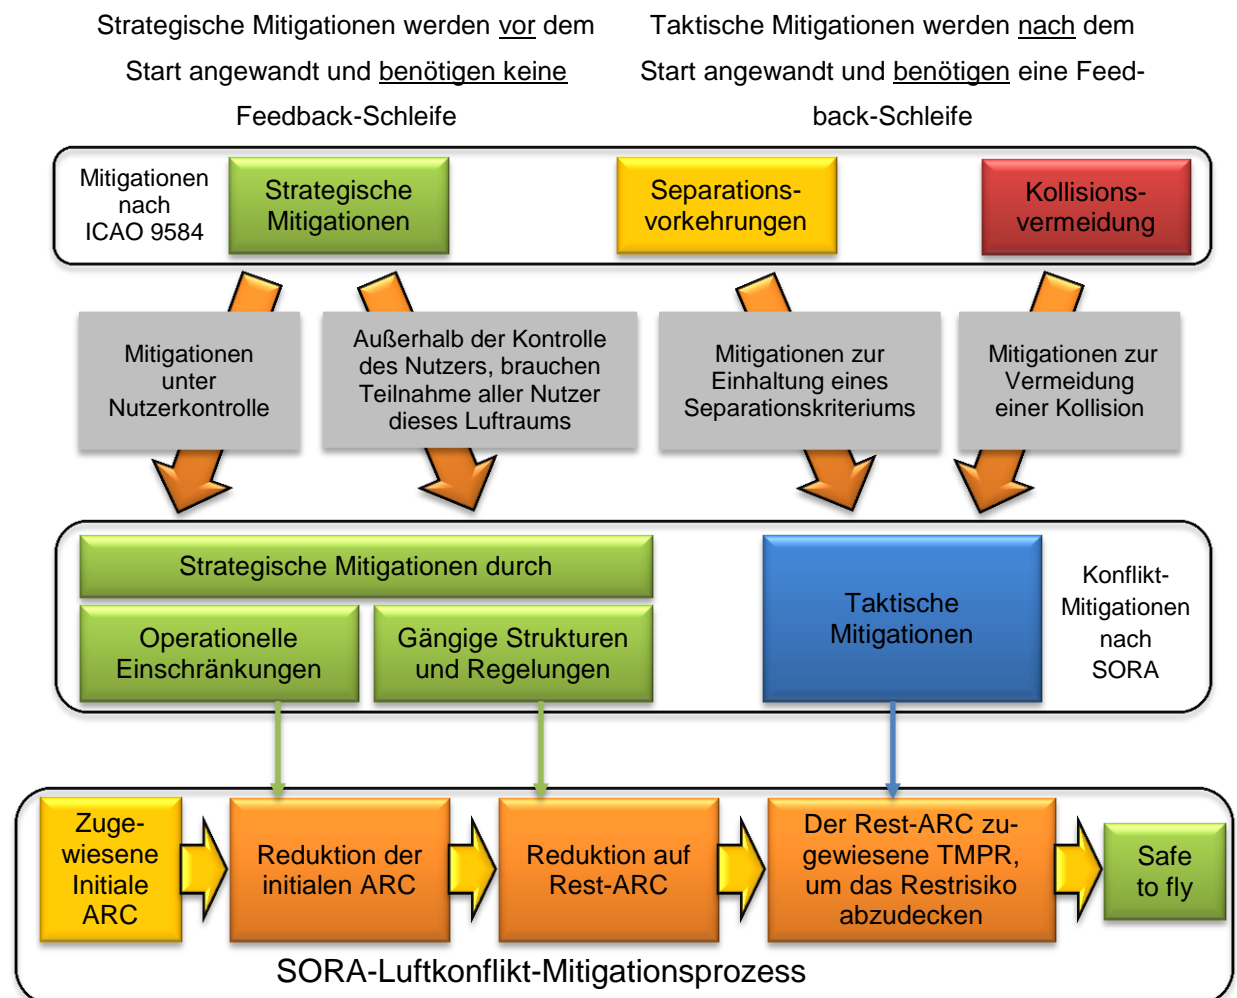 Strategische Mitigationen werden vor dem
Start angewandt und benötigen keine
Feedback-Schleife
Taktische Mitigationen werden nach dem
Start angewandt und benötigen eine Feed-
back-Schleife
Mitigationen
nach
ICAO 9584
Strategische
Mitigationen
Separations-
vorkehrungen
Kollisions-
vermeidung
Mitigationen
unter
Nutzerkontrolle
Außerhalb der Kontrolle
des Nutzers, brauchen
Teilnahme aller Nutzer
dieses Luftraums
Mitigationen zur
Einhaltung eines
Separationskriteriums
Mitigationen zur
Vermeidung
einer Kollision
Strategische Mitigationen durch
Operationelle
Einschränkungen
Gängige Strukturen
und Regelungen
Taktische
Mitigationen
Konflikt-
Mitigationen
nach
SORA
Zuge-
wiesene
Initiale
ARC
Reduktion der
initialen ARC
Reduktion auf
Rest-ARC
Der Rest-ARC zu-
gewiesene TMPR,
um das Restrisiko
abzudecken
Safe
to fly
SORA-Luftkonflikt-Mitigationsprozess